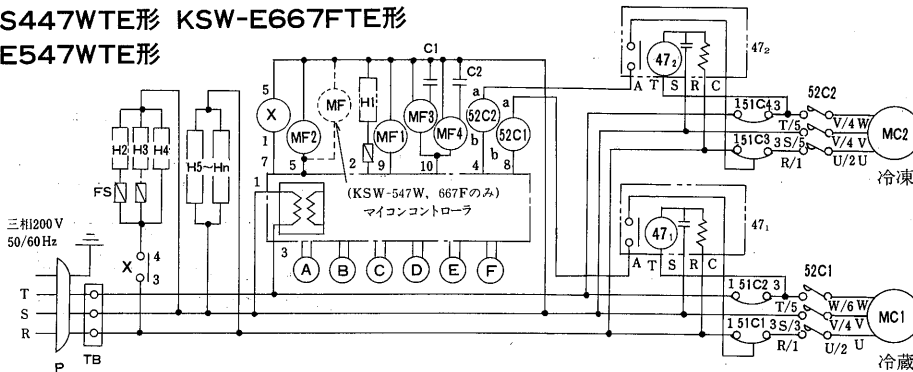 S447WTE形 KSW-E667FTE形
E547WTE形
C1
C2
5
X
1
7
MF2
5
MF
H1
2
MF1
9
MF3
MF4
10
a
52C2
b
4
a
52C1
b
8
H2
H3
H4
FS
H5~Hn
1
3
(KSW-547W, 667Fのみ)
マイコンコントローラ
A
B
C
D
E
F
三相200V
50/60Hz
X
4
3
T
S
R
P
TB
47₂
47₂
A T S R C
1 51C4 3
T/5
52C2
V/4 W
1 51C3 3 S/5
V/4 V
R/1
U/2 U
MC2
冷凍
47₁
47₁
A T S R C
1 51C2 3
T/5
52C1
W/6 W
1 51C1 3 S/3
V/4 V
R/1
U/2 U
MC1
冷蔵